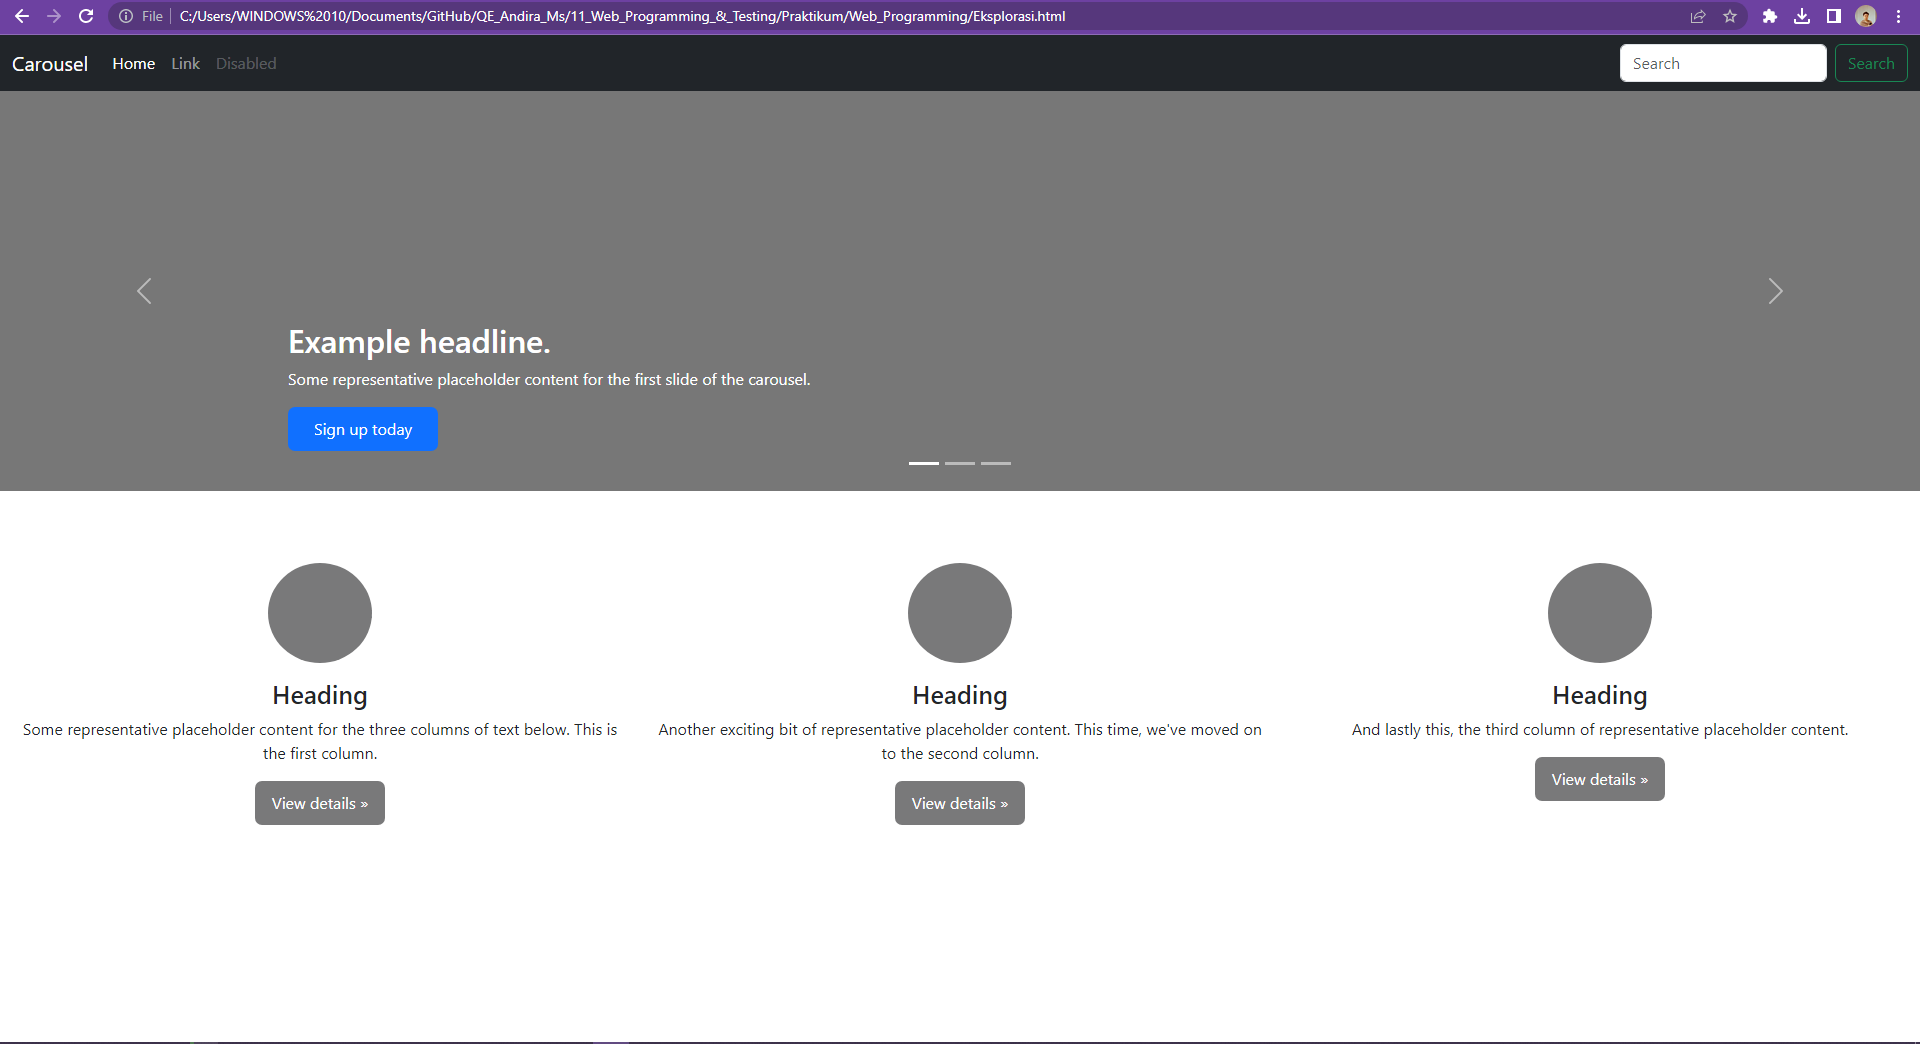 File
C:/Users/WINDOWS%2010/Documents/GitHub/QE_Andira_Ms/11_Web_Programming_&_Testing/Praktikum/Web_Programming/Eksplorasi.html
Carousel Home Link Disabled Search Search
Example headline.
Some representative placeholder content for the first slide of the carousel.
Sign up today
Heading
Some representative placeholder content for the three columns of text below. This is
the first column.
View details »
Heading
Another exciting bit of representative placeholder content. This time, we've moved on
to the second column.
View details »
Heading
And lastly this, the third column of representative placeholder content.
View details »